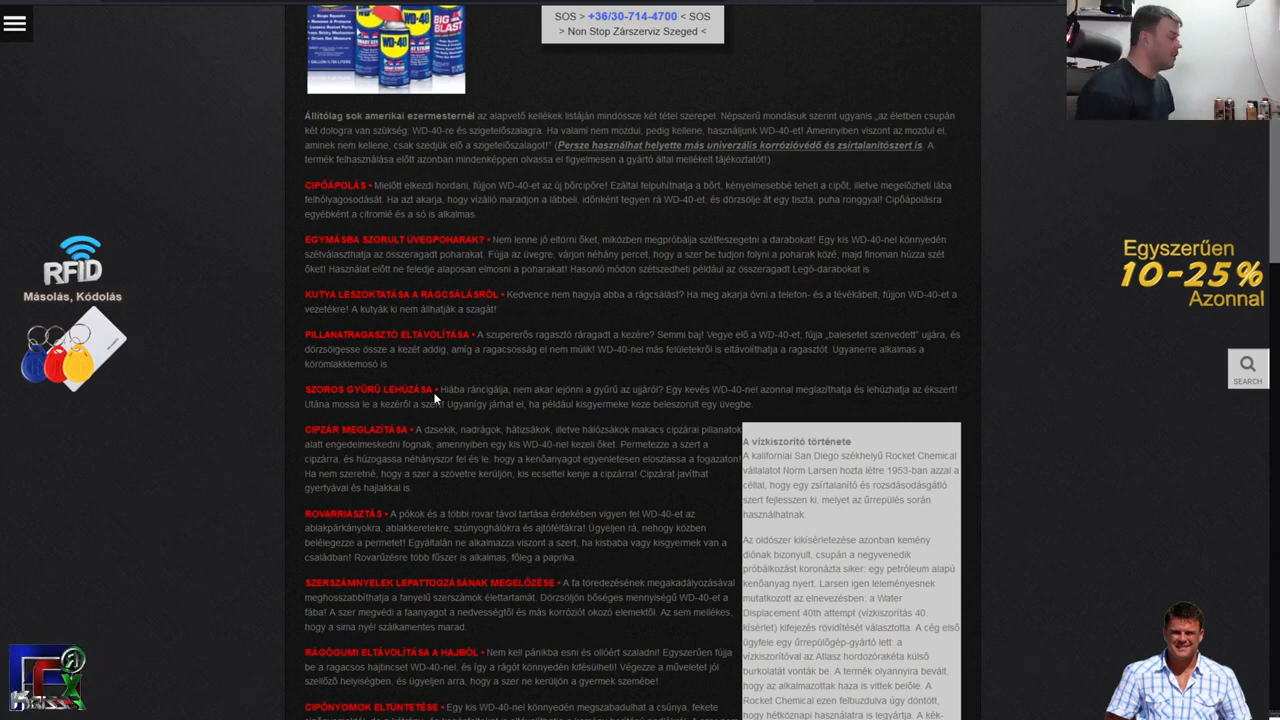 SOS > +36/30-714-4700 < SOS
> Non Stop Zárszerviz Szeged <
WD-40
BIG BLAST
Állítólag sok amerikai ezermesternél az alapvető kellékek listáján mindössze két tétel szerepel. Népszerű mondásuk szerint ugyanis „az életben csupán
két dologra van szükség: WD-40-re és szigetelőszalagra. Ha valami nem mozdul, pedig kellene, használjunk WD-40-et! Amennyiben viszont az mozdul el,
aminek nem kellene, csak szedjük elő a szigetelőszalagot!” (Persze használhat helyette más univerzális korrózióvédő és zsírtalanítószert is. A
termék felhasználása előtt azonban mindenképpen olvassa el figyelmesen a gyártó által mellékelt tájékoztatót!)
CIPŐÁPOLÁS • Mielőtt elkezdi hordani, fújjon WD-40-et az új bőrcipőre! Ezáltal felpuhíthatja a bőrt, kényelmesebbé teheti a cipőt, illetve megelőzheti lába
felhólyagosodását. Ha azt akarja, hogy vízálló maradjon a lábbeli, időnként tegyen rá WD-40-et, és dörzsölje át egy tiszta, puha ronggyal! Cipőápolásra
egyébként a citromlé és a só is alkalmas.
EGYMÁSBA SZORULT ÜVEGPOHARAK? • Nem lenne jó eltörni őket, miközben megpróbálja szétfeszegetni a darabokat! Egy kis WD-40-nel könnyedén
szétválaszthatja az összeragadt poharakat. Fújja az üvegre, várjon néhány percet, hogy a szer be tudjon folyni a poharak közé, majd finoman húzza szét
őket! Használat előtt ne feledje alaposan elmosni a poharakat! Hasonló módon szétszedheti például az összeragadt Legó-darabokat is.
KUTYA LESZOKTATÁSA A RÁGCSÁLÁSRÓL • Kedvence nem hagyja abba a rágcsálást? Ha meg akarja óvni a telefon- és a tévékábelt, fújjon WD-40-et a
vezetékre! A kutyák ki nem állhatják a szagát!
PILLANATRAGASZTÓ ELTÁVOLÍTÁSA • A szupererős ragasztó ráragadt a kezére? Semmi baj! Vegye elő a WD-40-et, fújja „balesetet szenvedett” ujjára, és
dörzsölgesse össze a kezét addig, amíg a ragacsosság el nem múlik! WD-40-nel más felületekről is eltávolíthatja a ragasztót. Ugyanerre alkalmas a
körömlakklemosó is.
SZOROS GYŰRŰ LEHÚZÁSA • Hiába ráncigálja, nem akar lejönni a gyűrű az ujjáról? Egy kevés WD-40-nel azonnal meglazíthatja és lehúzhatja az ékszert!
Utána mossa le a kezéről a szert! Ugyanígy járhat el, ha például kisgyermeke keze beleszorult egy üvegbe.
CIPZÁR MEGLAZÍTÁSA • A dzsekik, nadrágok, hátizsákok, illetve hálózsákok makacs cipzárai pillanatok
alatt engedelmeskedni fognak, amennyiben egy kis WD-40-nel kezeli őket. Permetezze a szert a
cipzárra, és húzogassa néhányszor fel és le, hogy a kenőanyagot egyenletesen eloszlassa a fogazaton!
Ha nem szeretné, hogy a szer a szövetre kerüljön, kis ecsettel kenje a cipzárra! Cipzárat javíthat
gyertyával és hajlakkal is.
ROVARRIASZTÁS • A pókok és a többi rovar távol tartása érdekében vigyen fel WD-40-et az
ablakpárkányokra, ablakkeretekre, szúnyoghálókra és ajtófélfákra! Ügyeljen rá, nehogy közben
belélegezze a permetet! Egyáltalán ne alkalmazza viszont a szert, ha kisbaba vagy kisgyermek van a
családban! Rovarűzésre több fűszer is alkalmas, főleg a paprika.
SZERSZÁMNYELEK LEPATTOGZÁSÁNAK MEGELŐZÉSE • A fa töredezésének megakadályozásával
meghosszabbíthatja a fanyelű szerszámok élettartamát. Dörzsöljön bőséges mennyiségű WD-40-et a
fába! A szer megvédi a faanyagot a nedvességtől és más korróziót okozó elemektől. Az sem mellékes,
hogy a sima nyél szálkamentes marad.
RÁGÓGUMI ELTÁVOLÍTÁSA A HAJBÓL • Nem kell pánikba esni és ollóért szaladni! Egyszerűen fújja
be a ragacsos hajtincset WD-40-nel, és így a rágót könnyedén kifésülheti! Végezze a műveletet jól
szellőző helyiségben, és ügyeljen arra, hogy a szer ne kerüljön a gyermek szemébe!
CIPŐNYOMOK ELTÜNTETÉSE • Egy kis WD-40-nel könnyedén megszabadulhat a csúnya, fekete
A vízkiszorító története
A kaliforniai San Diego székhelyű Rocket Chemical
vállalatot Norm Larsen hozta létre 1953-ban azzal a
céllal, hogy egy zsírtalanító és rozsdásodásgátló
szert fejlesszen ki, melyet az űrrepülés során
használhatnak.
Az oldószer kikísérletezése azonban kemény
diónak bizonyult, csupán a negyvenedik
próbálkozást koronázta siker: egy petróleum alapú
kenőanyag nyert. Larsen igen leleményesnek
mutatkozott az elnevezésben: a Water
Displacement 40th attempt (vízkiszorítás 40.
kísérlet) kifejezés rövidítését választotta. A cég első
ügyfele egy űrrepülőgép-gyártó lett: a
vízkiszorítóval az Atlasz hordozórakéta külső
burkolatát vonták be. A termék olyannyira bevált,
hogy az alkalmazottak haza is vittek belőle. A
Rocket Chemical ezen felbuzdulva úgy döntött,
hogy hétköznapi használatra is legyártja. A kék-
RFID
Másolás, Kódolás
Egyszerűen
10-25%
Azonnal
SEARCH